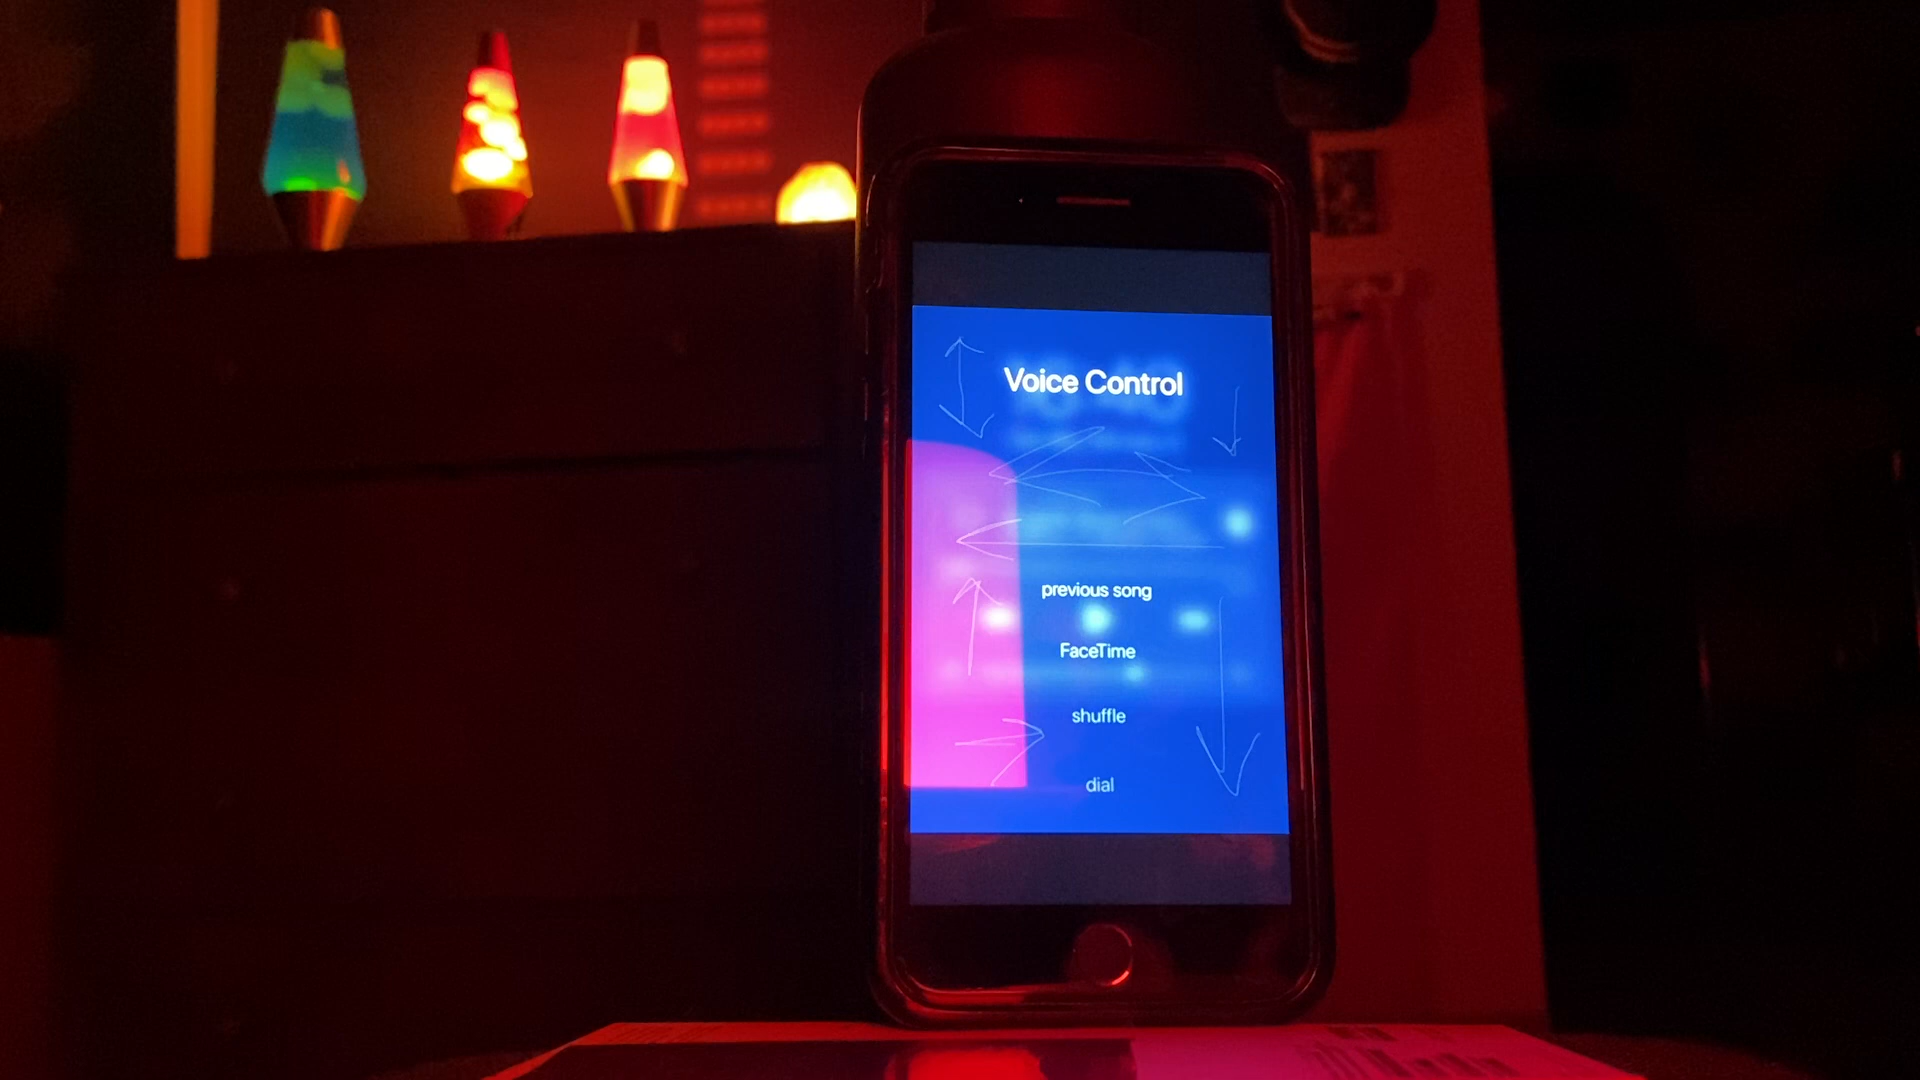 Voice Control
previous song
FaceTime
shuffle
dial